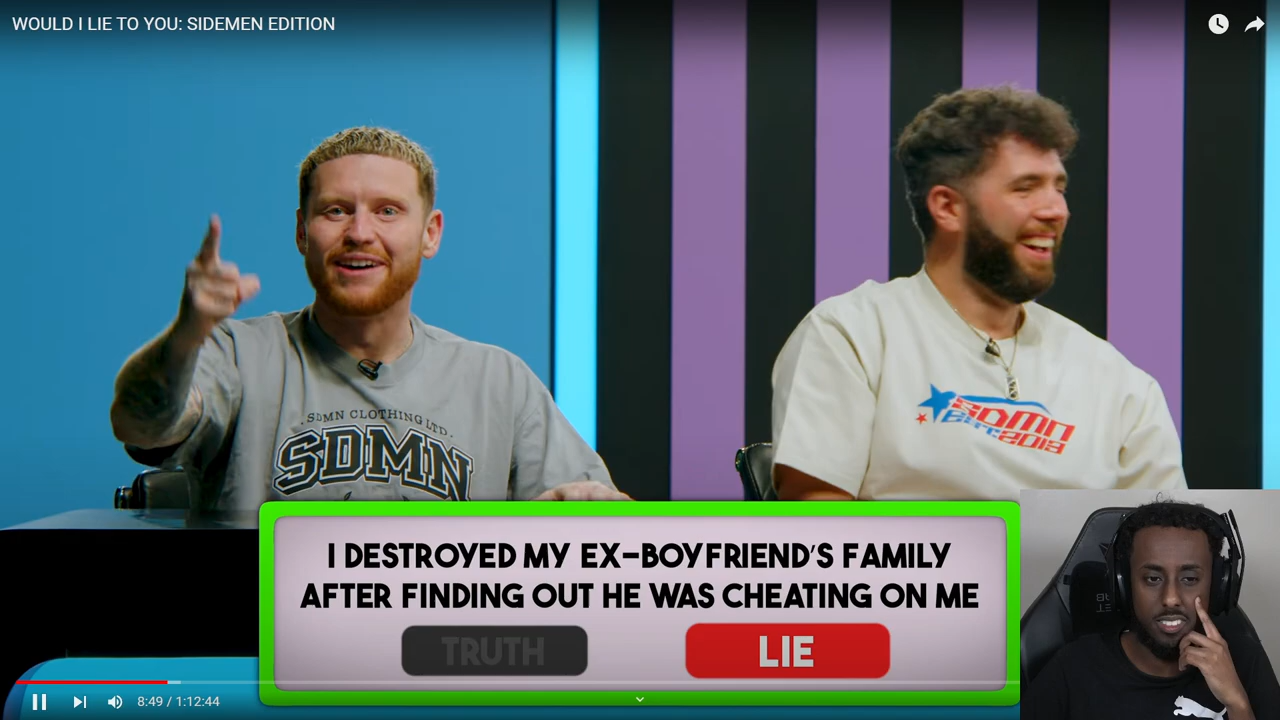 WOULD I LIE TO YOU: SIDEMEN EDITION
SDMN CLOTHING LTD.
SDMN
SDMN
2019
I DESTROYED MY EX-BOYFRIEND'S FAMILY
AFTER FINDING OUT HE WAS CHEATING ON ME
TRUTH
LIE
8:49 / 1:12:44